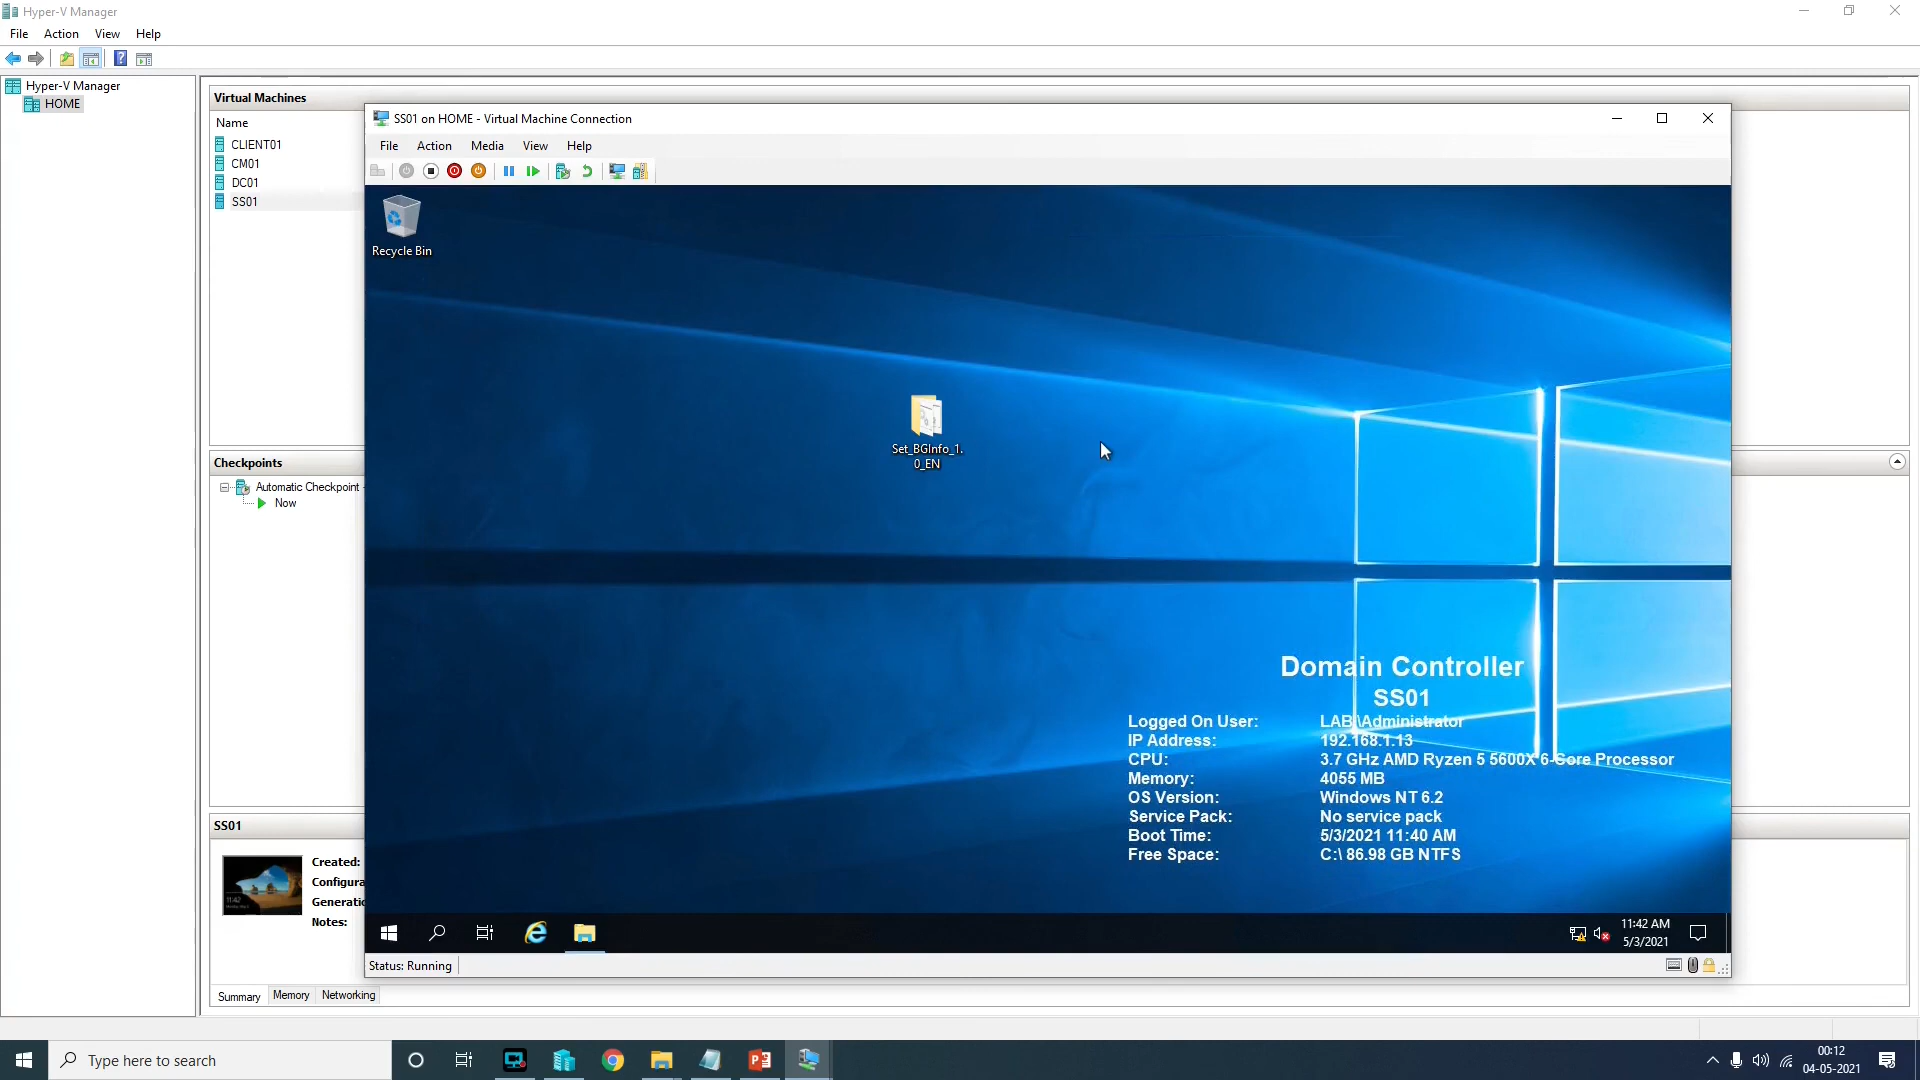 Hyper-V Manager
File Action View Help
Hyper-V Manager
HOME
Virtual Machines
Name
CLIENT01
CM01
DC01
SS01
Checkpoints
Automatic Checkpoint -
Now
SS01
Created:
Configura
Generatio
Notes:
11:42
Summary Memory Networking
SS01 on HOME - Virtual Machine Connection
File Action Media View Help
Recycle Bin
Set_BGInfo_1.
0_EN
Domain Controller
SS01
Logged On User: LAB\Administrator
IP Address: 192.168.1.13
CPU: 3.7 GHz AMD Ryzen 5 5600X 6-Core Processor
Memory: 4055 MB
OS Version: Windows NT 6.2
Service Pack: No service pack
Boot Time: 5/3/2021 11:40 AM
Free Space: C:\ 86.98 GB NTFS
11:42 AM
5/3/2021
Status: Running
Type here to search
00:12
04-05-2021